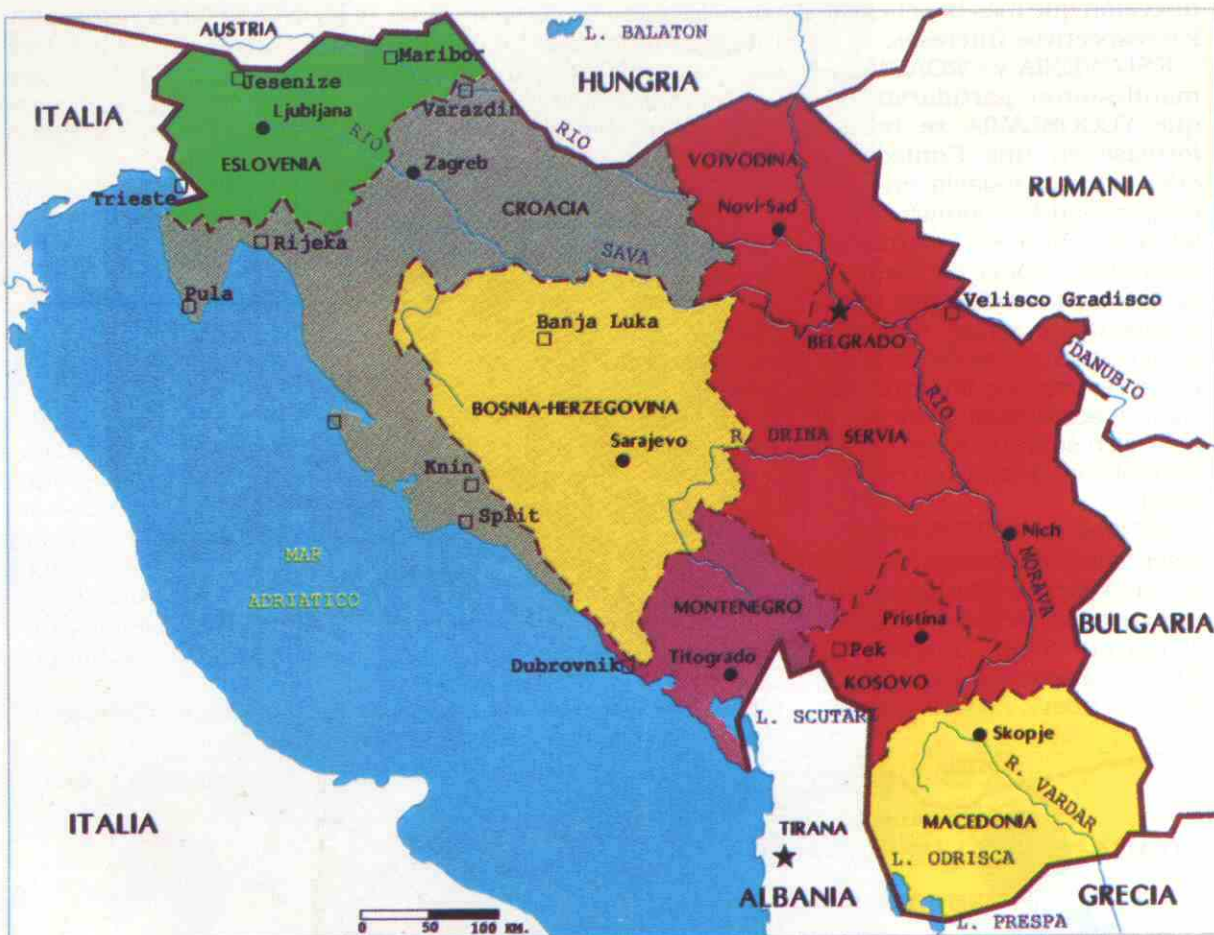 AUSTRIA
L. BALATON
Maribor
HUNGRIA
Jesenize
ITALIA
Ljubljana
Varazdin
RIO
RIO
VOIVODINA
ESLOVENIA
Zagreb
RUMANIA
Trieste
CROACIA
Novi-Sad
Rijeka
SAVA
Pula
Velisco Gradisco
Banja Luka
BELGRADO
DANUBIO
RIO
BOSNIA-HERZEGOVINA
R. DRINA
SERVIA
Sarajevo
Knin
Split
Nich
MORAVA
MAR
ADRIATICO
MONTENEGRO
Pristina
BULGARIA
Dubrovnik
Titogrado
Pek
KOSOVO
L. SCUTARI
Skopje
R. VARDAR
ITALIA
TIRANA
MACEDONIA
L. ODRISCA
ALBANIA
GRECIA
L. PRESPA
0 50 100 KM.